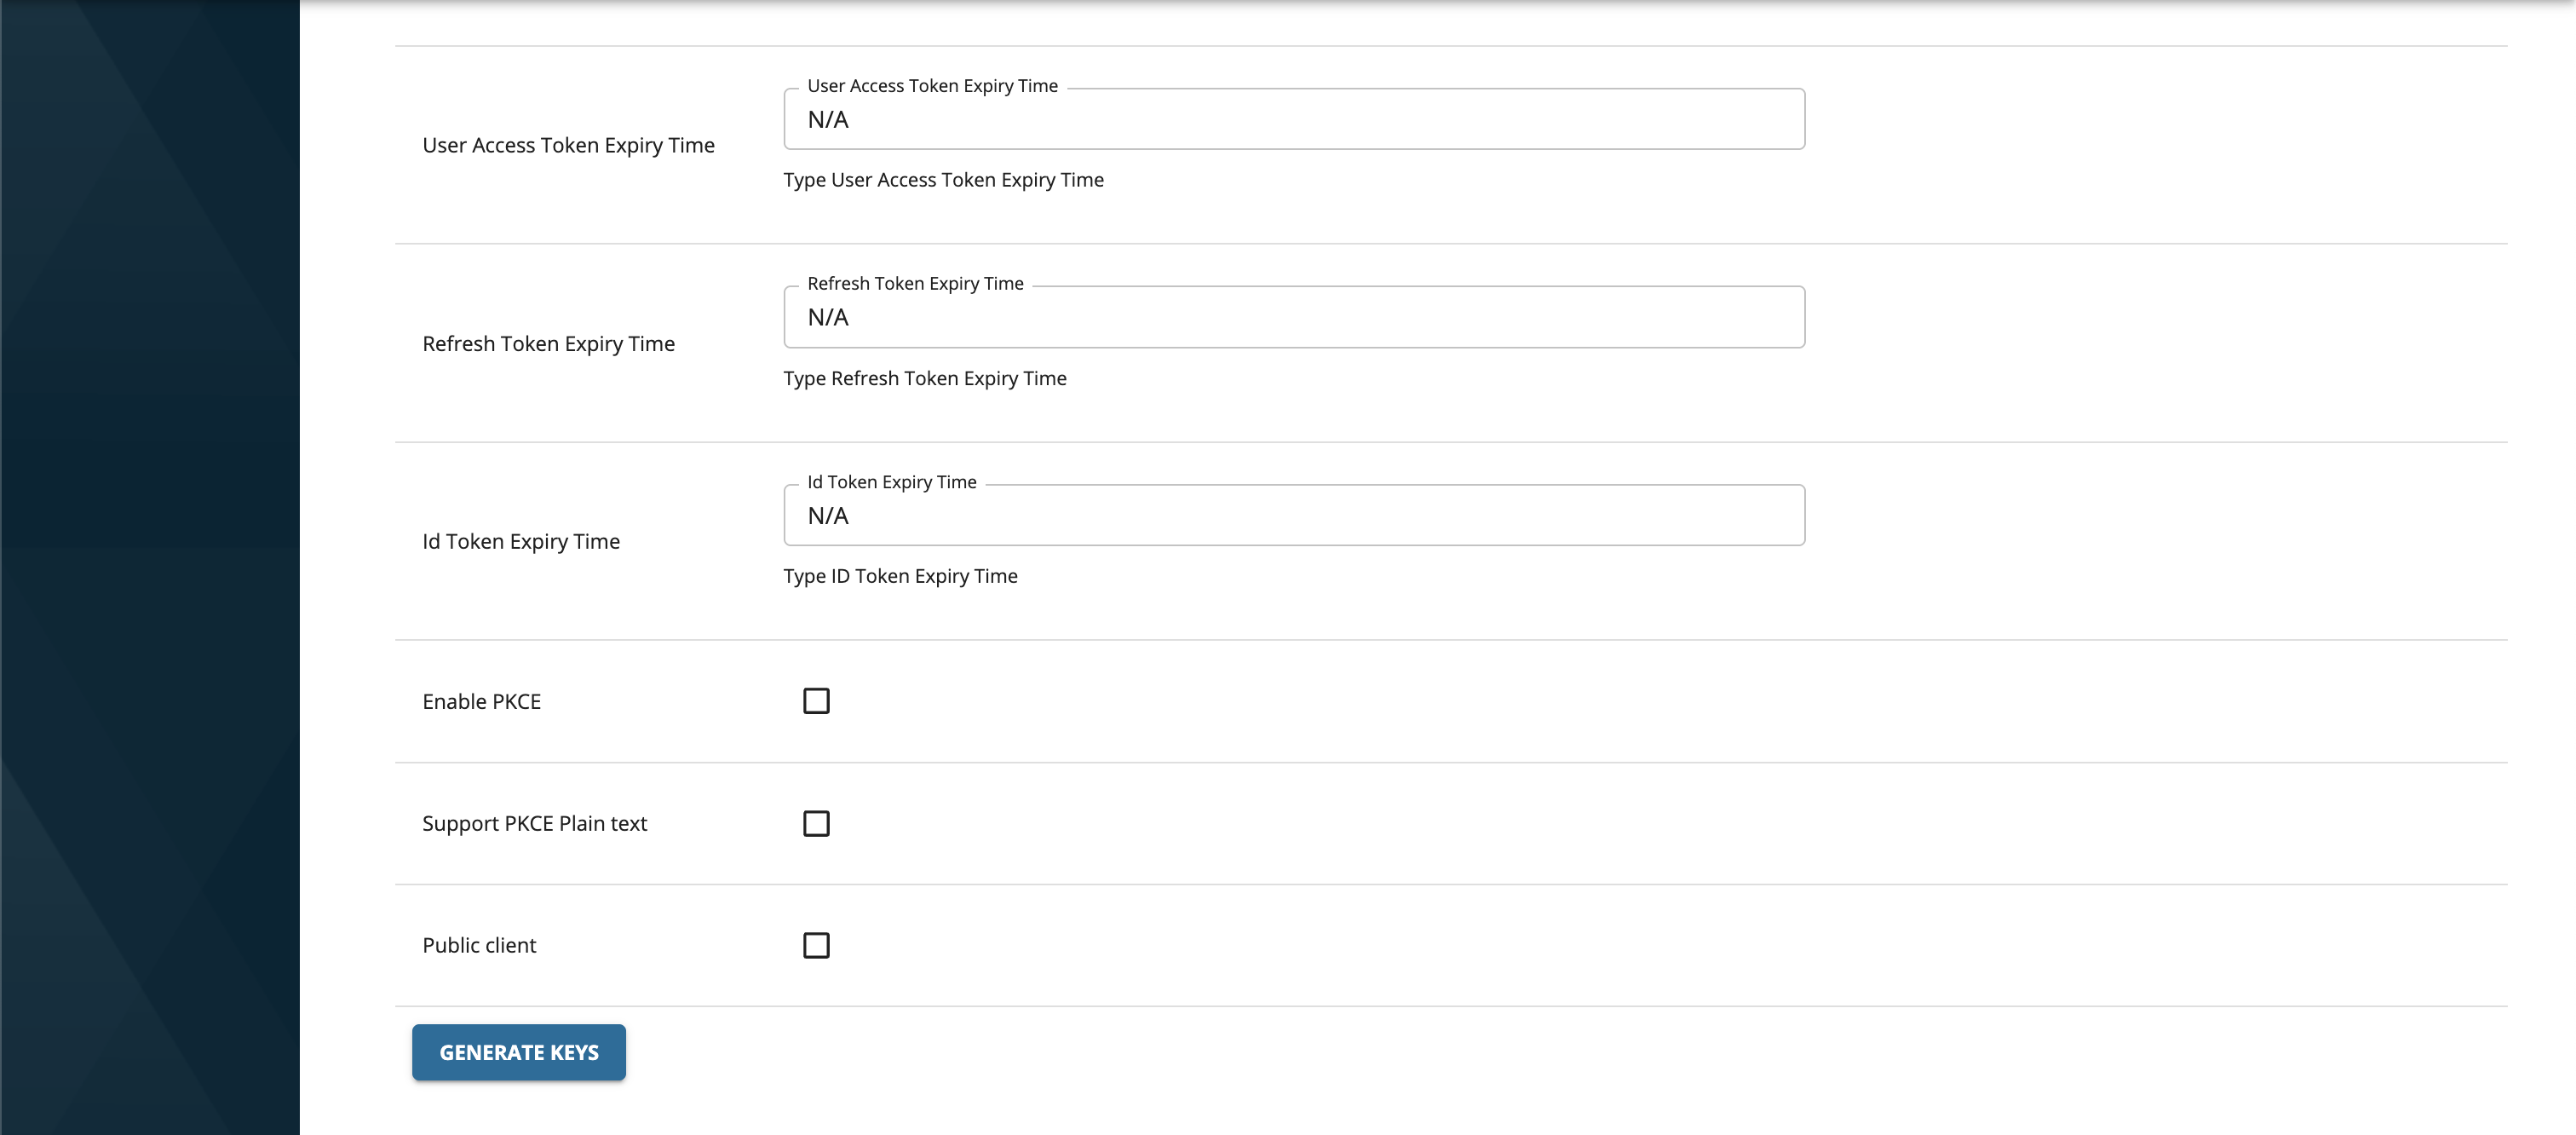 User Access Token Expiry Time
User Access Token Expiry Time
N/A
Type User Access Token Expiry Time
Refresh Token Expiry Time
Refresh Token Expiry Time
N/A
Type Refresh Token Expiry Time
Id Token Expiry Time
Id Token Expiry Time
N/A
Type ID Token Expiry Time
Enable PKCE
Support PKCE Plain text
Public client
GENERATE KEYS